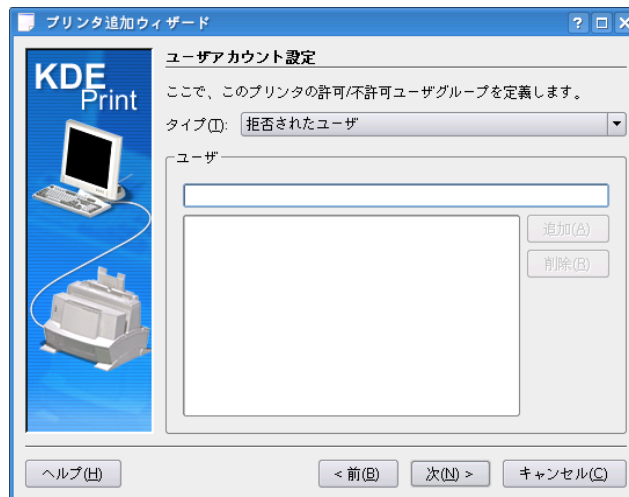 プリンタ追加ウィザード
KDE
Print
ユーザアカウント設定
ここで、このプリンタの許可/不許可ユーザグループを定義します。
タイプ(T): 拒否されたユーザ
ユーザ
追加(A)
削除(R)
ヘルプ(H) < 前(B) 次(N) > キャンセル(C)